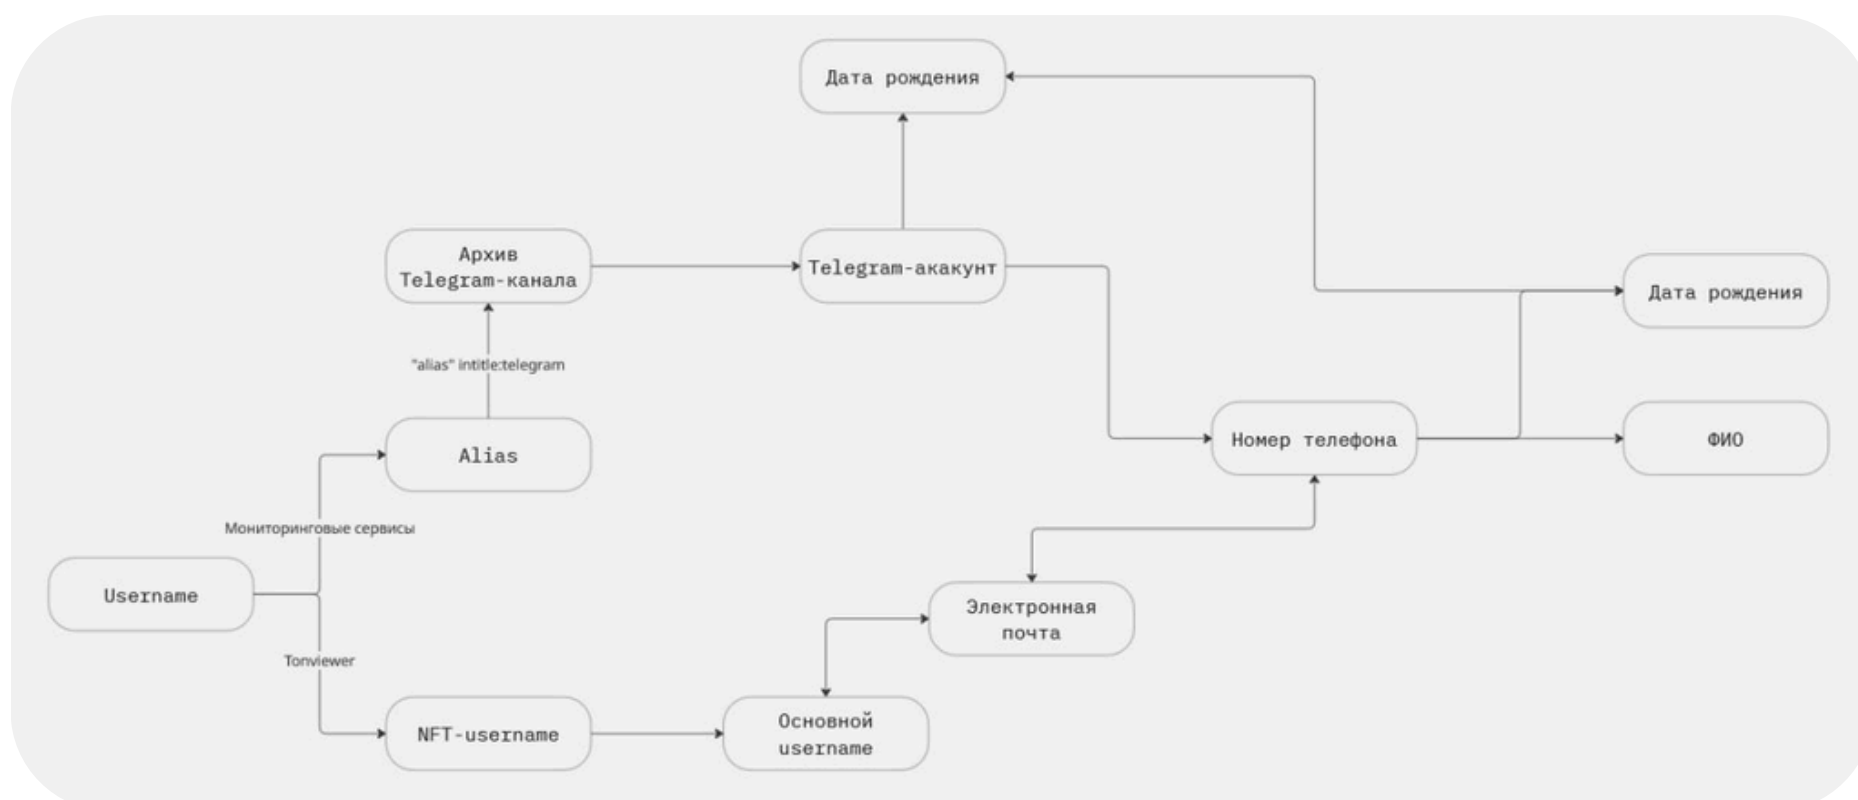 Дата рождения
Архив
Telegram-канала
Telegram-акакунт
Дата рождения
"alias" intitle:telegram
Номер телефона
ФИО
Alias
Мониторинговые сервисы
Username
Электронная
почта
Tonviewer
NFT-username
Основной
username